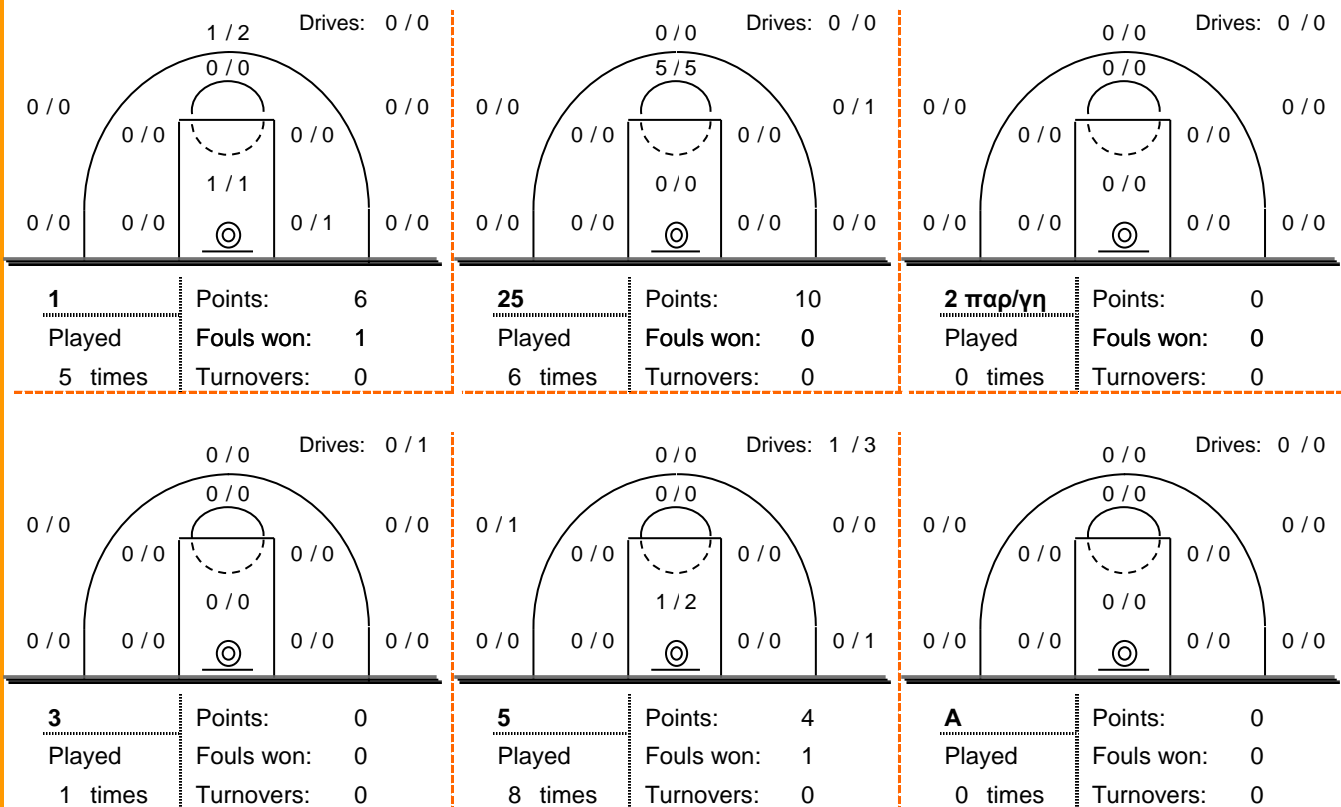 Drives: 0 / 0
1 / 2
0 / 0
0 / 0 0 / 0
0 / 0 0 / 0
1 / 1
0 / 0 0 / 0 0 / 1 0 / 0
1 Points: 6
Played Fouls won: 1
5 times Turnovers: 0
Drives: 0 / 0
0 / 0
5 / 5
0 / 0 0 / 1
0 / 0 0 / 0
0 / 0
0 / 0 0 / 0 0 / 0 0 / 0
25 Points: 10
Played Fouls won: 0
6 times Turnovers: 0
Drives: 0 / 0
0 / 0
0 / 0
0 / 0 0 / 0
0 / 0 0 / 0
0 / 0
0 / 0 0 / 0 0 / 0 0 / 0
2 παρ/γη Points: 0
Played Fouls won: 0
0 times Turnovers: 0
Drives: 0 / 1
0 / 0
0 / 0
0 / 0 0 / 0
0 / 0 0 / 0
0 / 0
0 / 0 0 / 0 0 / 0 0 / 0
3 Points: 0
Played Fouls won: 0
1 times Turnovers: 0
Drives: 1 / 3
0 / 0
0 / 0
0 / 1 0 / 0
0 / 0 0 / 0
1 / 2
0 / 0 0 / 0 0 / 0 0 / 1
5 Points: 4
Played Fouls won: 1
8 times Turnovers: 0
Drives: 0 / 0
0 / 0
0 / 0
0 / 0 0 / 0
0 / 0 0 / 0
0 / 0
0 / 0 0 / 0 0 / 0 0 / 0
A Points: 0
Played Fouls won: 0
0 times Turnovers: 0